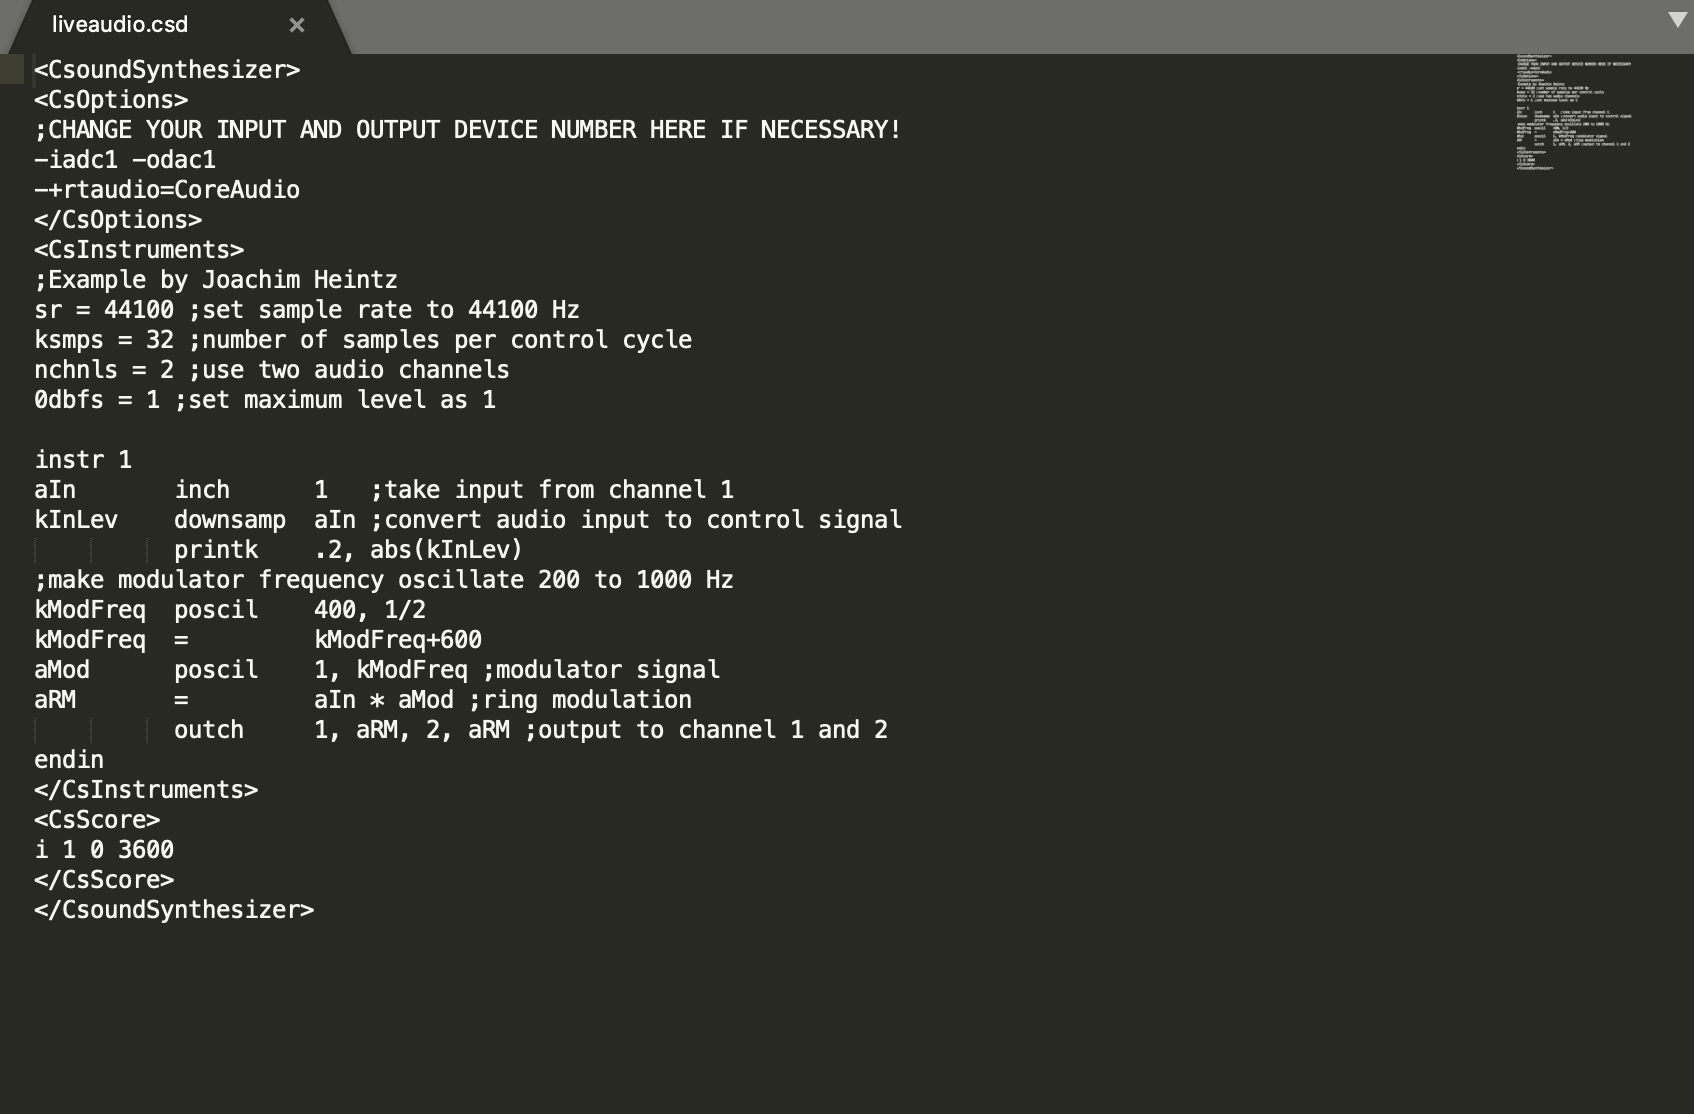 liveaudio.csd
<CsoundSynthesizer>
<CsOptions>
;CHANGE YOUR INPUT AND OUTPUT DEVICE NUMBER HERE IF NECESSARY!
-iadc1 -odac1
-+rtaudio=CoreAudio
</CsOptions>
<CsInstruments>
;Example by Joachim Heintz
sr = 44100 ;set sample rate to 44100 Hz
ksmps = 32 ;number of samples per control cycle
nchnls = 2 ;use two audio channels
0dbfs = 1 ;set maximum level as 1

instr 1
aIn       inch      1   ;take input from channel 1
kInLev    downsamp  aIn ;convert audio input to control signal
          printk    .2, abs(kInLev)
;make modulator frequency oscillate 200 to 1000 Hz
kModFreq  poscil    400, 1/2
kModFreq  =         kModFreq+600
aMod      poscil    1, kModFreq ;modulator signal
aRM       =         aIn * aMod ;ring modulation
          outch     1, aRM, 2, aRM ;output to channel 1 and 2
endin
</CsInstruments>
<CsScore>
i 1 0 3600
</CsScore>
</CsoundSynthesizer>